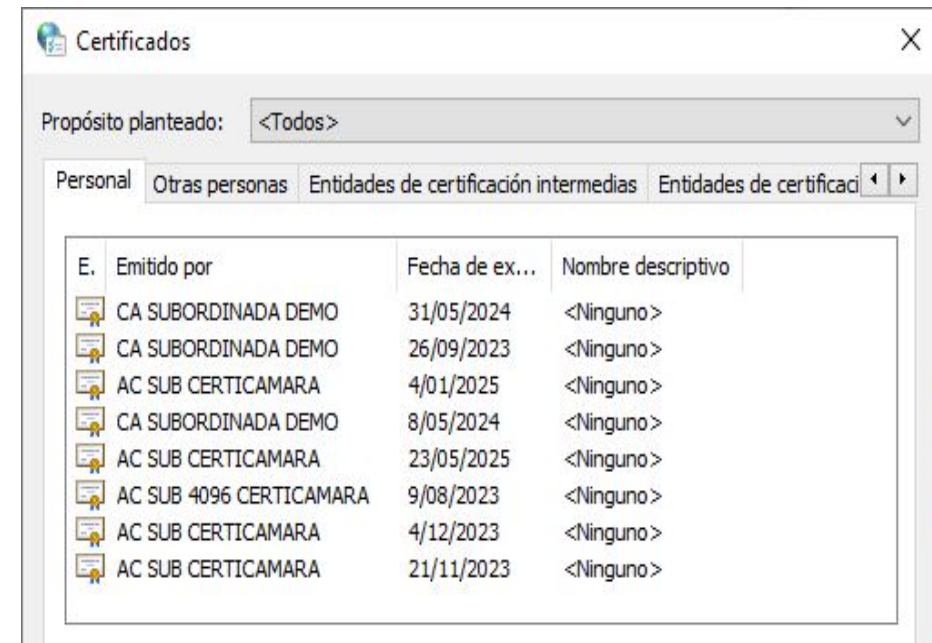 Certificados
Propósito planteado: <Todos>
Personal Otras personas Entidades de certificación intermedias Entidades de certificaci
E. Emitido por Fecha de ex... Nombre descriptivo
CA SUBORDINADA DEMO 31/05/2024 <Ninguno>
CA SUBORDINADA DEMO 26/09/2023 <Ninguno>
AC SUB CERTICAMARA 4/01/2025 <Ninguno>
CA SUBORDINADA DEMO 8/05/2024 <Ninguno>
AC SUB CERTICAMARA 23/05/2025 <Ninguno>
AC SUB 4096 CERTICAMARA 9/08/2023 <Ninguno>
AC SUB CERTICAMARA 4/12/2023 <Ninguno>
AC SUB CERTICAMARA 21/11/2023 <Ninguno>